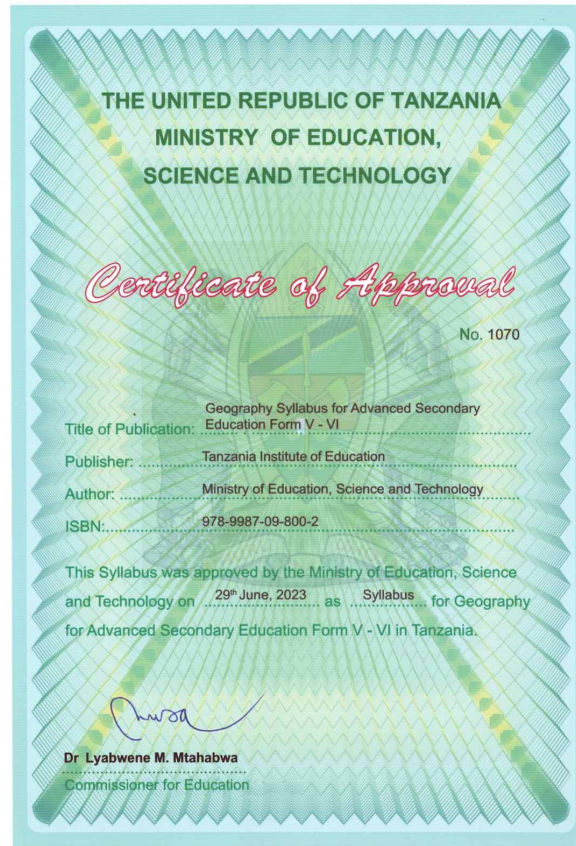 THE UNITED REPUBLIC OF TANZANIA
MINISTRY OF EDUCATION,
SCIENCE AND TECHNOLOGY
Certificate of Approval
No. 1070
Title of Publication: Geography Syllabus for Advanced Secondary
Education Form V - VI
Publisher: Tanzania Institute of Education
Author: Ministry of Education, Science and Technology
ISBN: 978-9987-09-800-2
This Syllabus was approved by the Ministry of Education, Science
and Technology on 29th June, 2023 as Syllabus for Geography
for Advanced Secondary Education Form V - VI in Tanzania.
Dr Lyabwene M. Mtahabwa
Commissioner for Education